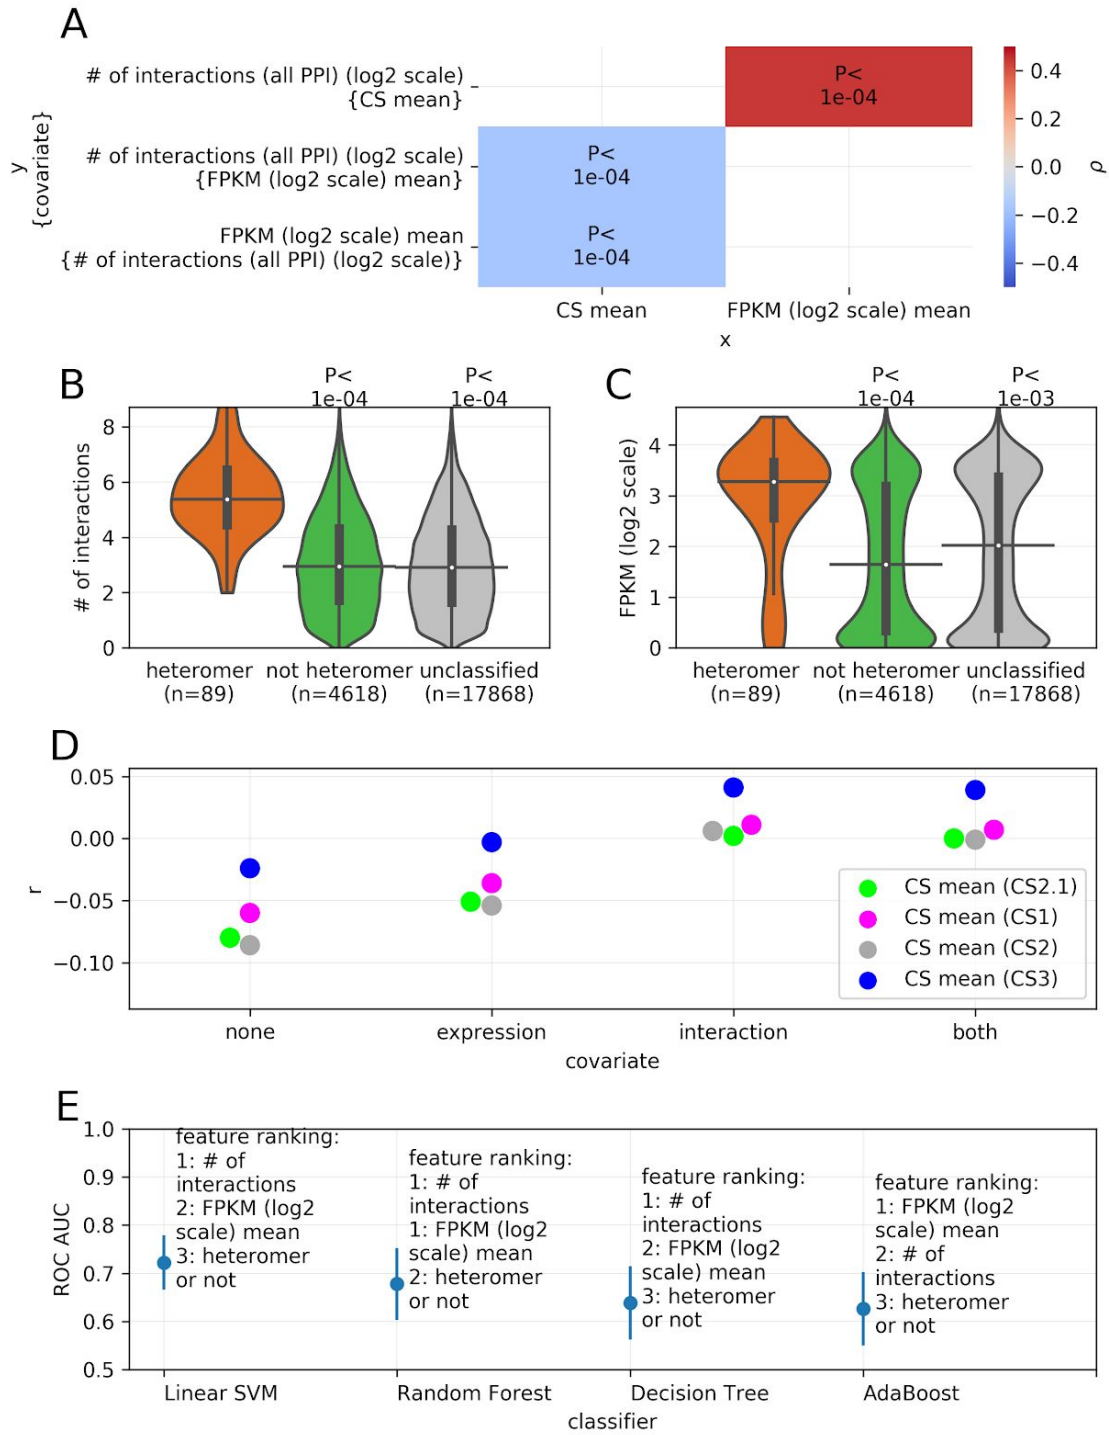 A
# of interactions (all PPI) (log2 scale)
{CS mean}
# of interactions (all PPI) (log2 scale)
{FPKM (log2 scale) mean}
FPKM (log2 scale) mean
{# of interactions (all PPI) (log2 scale)}
y
{covariate}
P<
1e-04
P<
1e-04
P<
1e-04
CS mean
FPKM (log2 scale) mean
x
0.4
0.2
0.0
−0.2
−0.4
ρ
B
P<
1e-04
P<
1e-04
# of interactions
8
6
4
2
0
heteromer
(n=89)
not heteromer
(n=4618)
unclassified
(n=17868)
C
P<
1e-04
P<
1e-03
FPKM (log2 scale)
4
3
2
1
0
heteromer
(n=89)
not heteromer
(n=4618)
unclassified
(n=17868)
D
r
0.05
0.00
−0.05
−0.10
CS mean (CS2.1)
CS mean (CS1)
CS mean (CS2)
CS mean (CS3)
none
expression
interaction
both
covariate
E
ROC AUC
1.0
0.9
0.8
0.7
0.6
0.5
feature ranking:
1: # of
interactions
2: FPKM (log2
scale) mean
3: heteromer
or not
feature ranking:
1: # of
interactions
1: FPKM (log2
scale) mean
2: heteromer
or not
feature ranking:
1: # of
interactions
2: FPKM (log2
scale) mean
3: heteromer
or not
feature ranking:
1: FPKM (log2
scale) mean
2: # of
interactions
3: heteromer
or not
Linear SVM
Random Forest
Decision Tree
AdaBoost
classifier